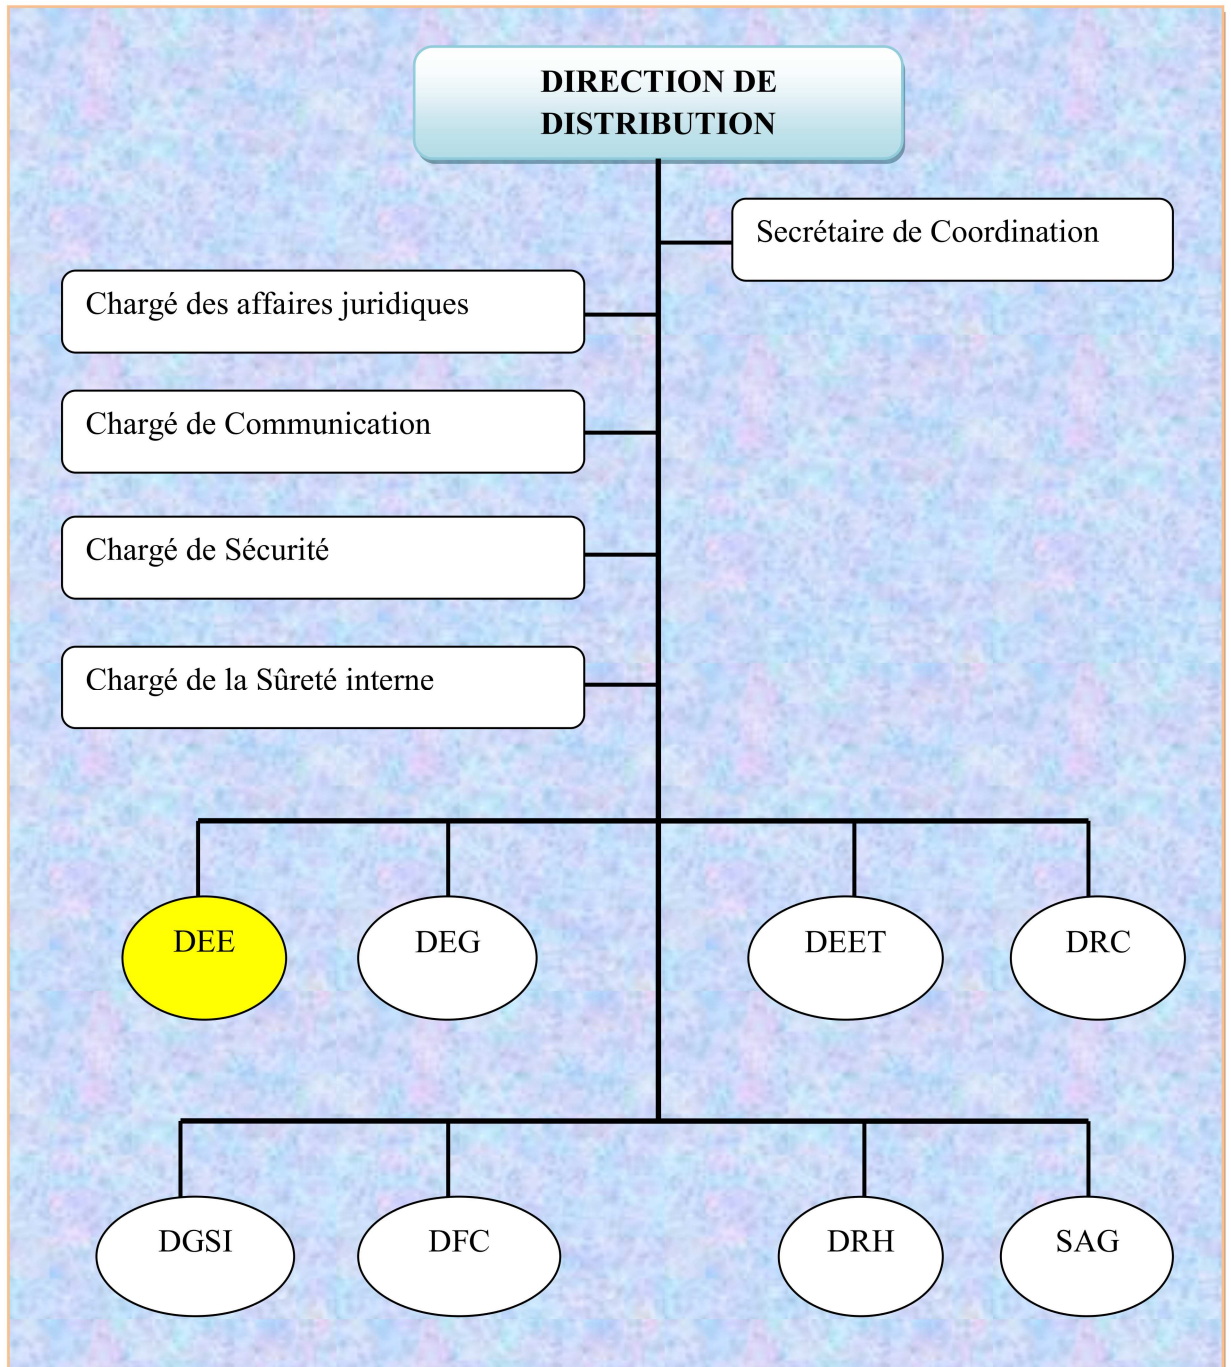 DIRECTION DE
DISTRIBUTION
Secrétaire de Coordination
Chargé des affaires juridiques
Chargé de Communication
Chargé de Sécurité
Chargé de la Sûreté interne
DEE
DEG
DEET
DRC
DGSI
DFC
DRH
SAG